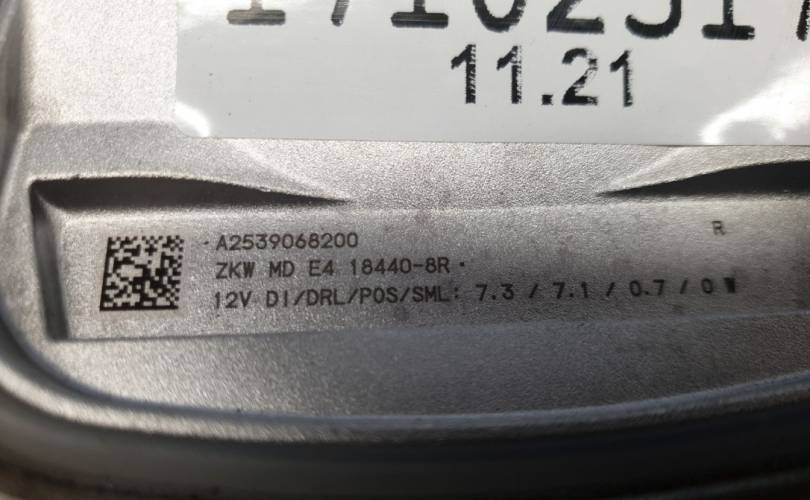 11.21
R
· A2539068200
ZKW MD E4 18440-8R ·
12V DI/DRL/POS/SML: 7.3 / 7.1 / 0.7 / 0 W